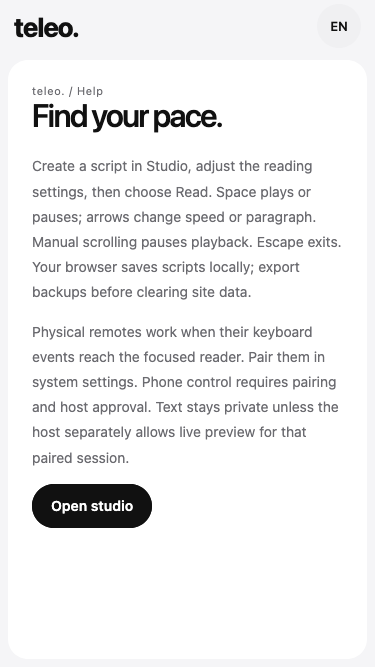 teleo.
EN
teleo. / Help
Find your pace.
Create a script in Studio, adjust the reading
settings, then choose Read. Space plays or
pauses; arrows change speed or paragraph.
Manual scrolling pauses playback. Escape exits.
Your browser saves scripts locally; export
backups before clearing site data.
Physical remotes work when their keyboard
events reach the focused reader. Pair them in
system settings. Phone control requires pairing
and host approval. Text stays private unless the
host separately allows live preview for that
paired session.
Open studio